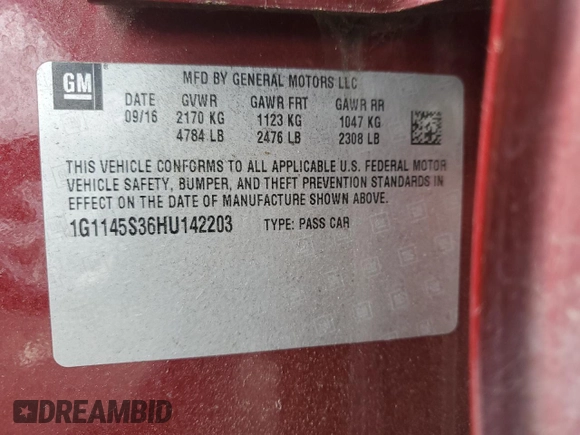 GM
MFD BY GENERAL MOTORS LLC
DATE GVWR GAWR FRT GAWR RR
09/16 2170 KG 1123 KG 1047 KG
4784 LB 2476 LB 2308 LB
THIS VEHICLE CONFORMS TO ALL APPLICABLE U.S. FEDERAL MOTOR
VEHICLE SAFETY, BUMPER, AND THEFT PREVENTION STANDARDS IN
EFFECT ON THE DATE OF MANUFACTURE SHOWN ABOVE.
1G1145S36HU142203 TYPE: PASS CAR
DREAMBID